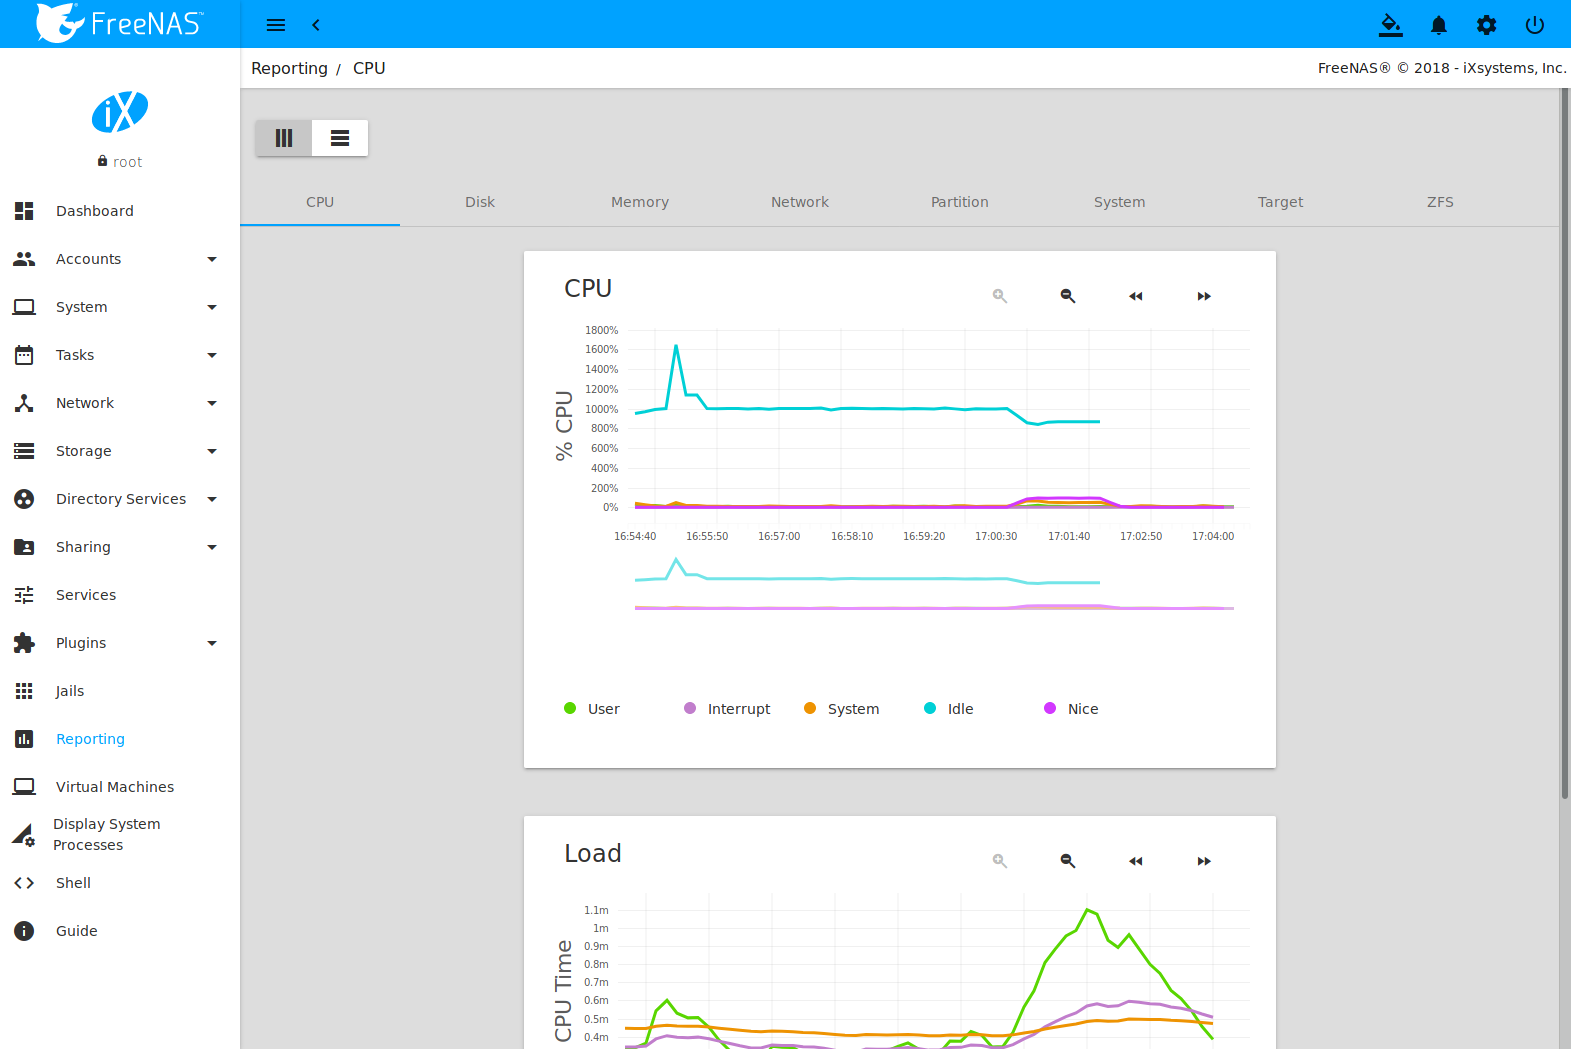 FreeNAS™
Reporting / CPU
FreeNAS® © 2018 - iXsystems, Inc.
iX
root
Dashboard
Accounts
System
Tasks
Network
Storage
Directory Services
Sharing
Services
Plugins
Jails
Reporting
Virtual Machines
Display System
Processes
Shell
Guide
CPU Disk Memory Network Partition System Target ZFS
CPU
% CPU
1800%
1600%
1400%
1200%
1000%
800%
600%
400%
200%
0%
16:54:40 16:55:50 16:57:00 16:58:10 16:59:20 17:00:30 17:01:40 17:02:50 17:04:00
User Interrupt System Idle Nice
Load
CPU Time
1.1m
1m
0.9m
0.8m
0.7m
0.6m
0.5m
0.4m